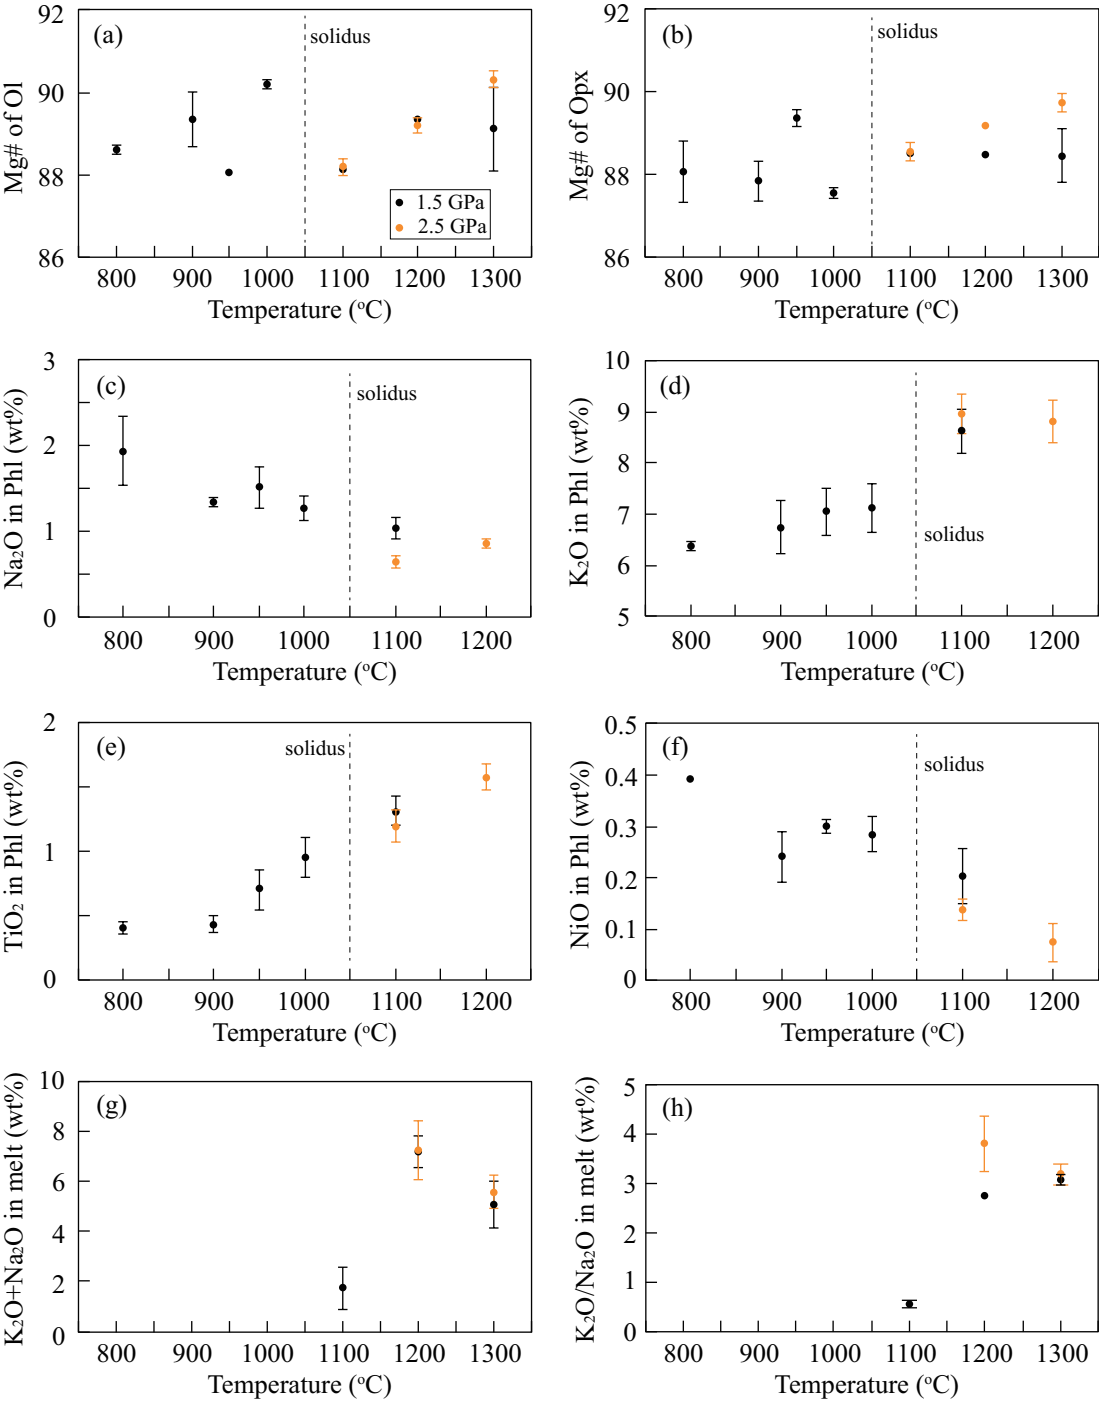 (a)
solidus
Mg# of Ol
92
90
88
86
1.5 GPa
2.5 GPa
800 900 1000 1100 1200 1300
Temperature (°C)
(b)
solidus
Mg# of Opx
92
90
88
86
800 900 1000 1100 1200 1300
Temperature (°C)
(c)
solidus
Na₂O in Phl (wt%)
3
2
1
0
800 900 1000 1100 1200
Temperature (°C)
(d)
solidus
K₂O in Phl (wt%)
10
9
8
7
6
5
800 900 1000 1100 1200
Temperature (°C)
(e)
solidus
TiO₂ in Phl (wt%)
2
1
0
800 900 1000 1100 1200
Temperature (°C)
(f)
solidus
NiO in Phl (wt%)
0.5
0.4
0.3
0.2
0.1
0
800 900 1000 1100 1200
Temperature (°C)
(g)
K₂O+Na₂O in melt (wt%)
10
8
6
4
2
0
800 900 1000 1100 1200 1300
Temperature (°C)
(h)
K₂O/Na₂O in melt (wt%)
5
4
3
2
1
0
800 900 1000 1100 1200 1300
Temperature (°C)